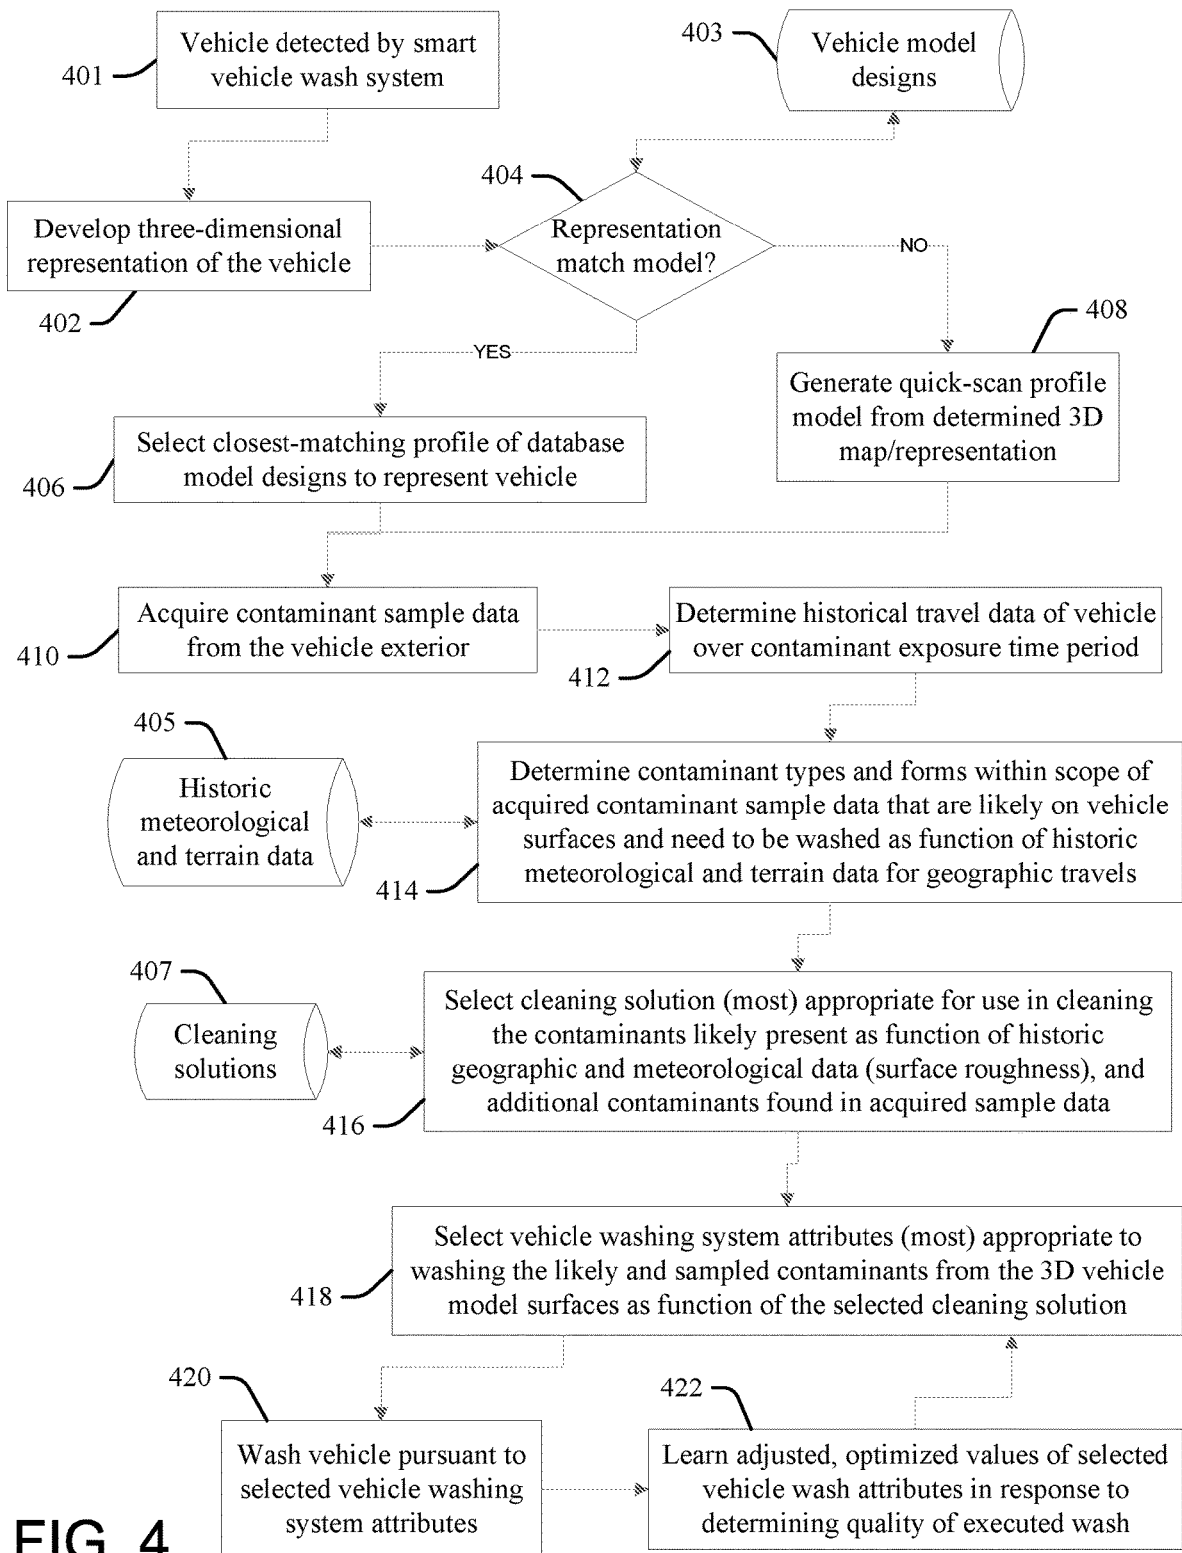 401
Vehicle detected by smart
vehicle wash system
403
Vehicle model
designs
402
Develop three-dimensional
representation of the vehicle
404
Representation
match model?
NO
YES
408
Generate quick-scan profile
model from determined 3D
map/representation
406
Select closest-matching profile of database
model designs to represent vehicle
410
Acquire contaminant sample data
from the vehicle exterior
412
Determine historical travel data of vehicle
over contaminant exposure time period
405
Historic
meteorological
and terrain data
414
Determine contaminant types and forms within scope of
acquired contaminant sample data that are likely on vehicle
surfaces and need to be washed as function of historic
meteorological and terrain data for geographic travels
407
Cleaning
solutions
416
Select cleaning solution (most) appropriate for use in cleaning
the contaminants likely present as function of historic
geographic and meteorological data (surface roughness), and
additional contaminants found in acquired sample data
418
Select vehicle washing system attributes (most) appropriate to
washing the likely and sampled contaminants from the 3D vehicle
model surfaces as function of the selected cleaning solution
420
Wash vehicle pursuant to
selected vehicle washing
system attributes
422
Learn adjusted, optimized values of selected
vehicle wash attributes in response to
determining quality of executed wash
FIG. 4